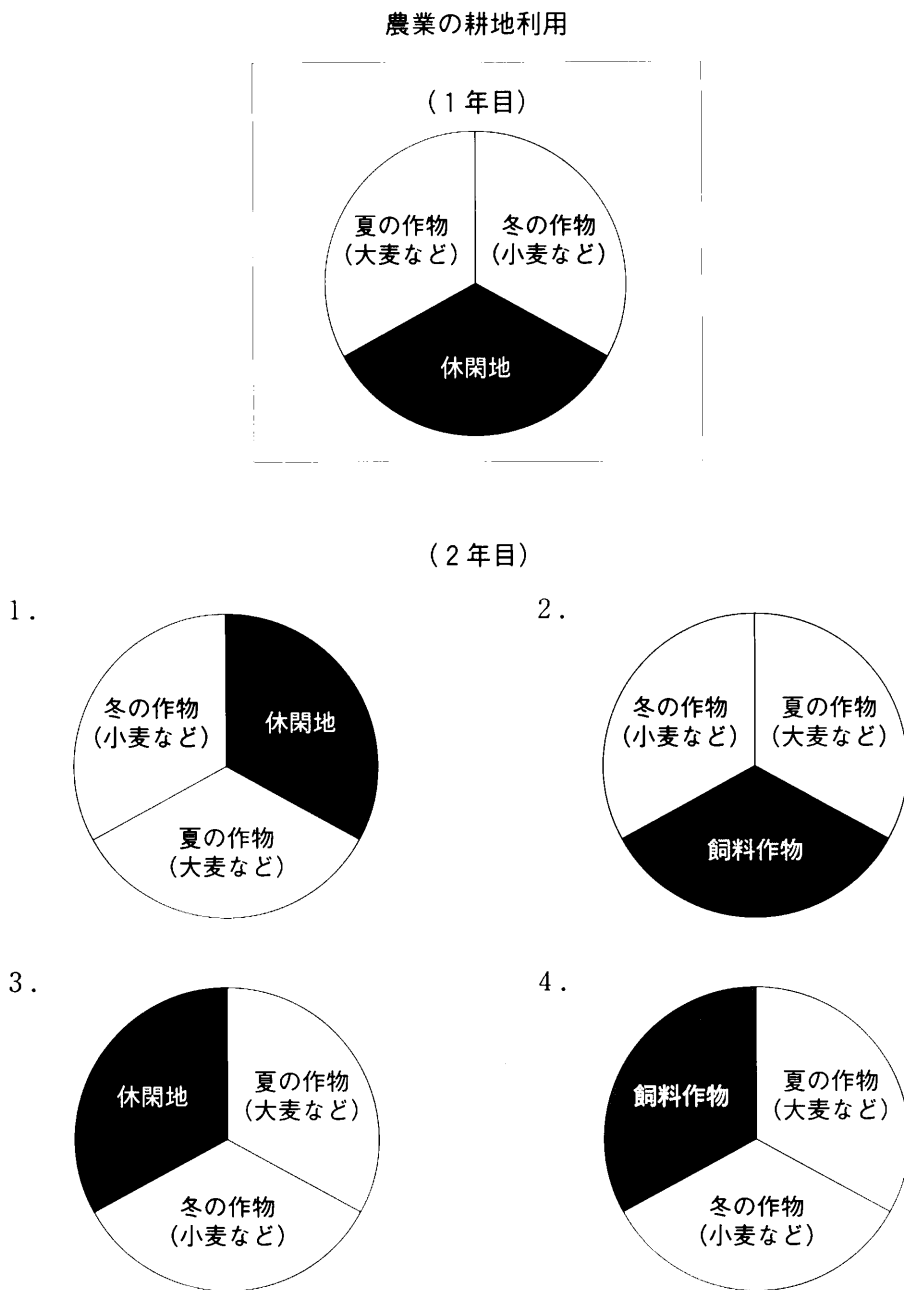 農業の耕地利用
(1年目)
夏の作物
(大麦など)
冬の作物
(小麦など)
休閑地
(2年目)
1.
冬の作物
(小麦など)
休閑地
夏の作物
(大麦など)
2.
冬の作物
(小麦など)
夏の作物
(大麦など)
飼料作物
3.
休閑地
夏の作物
(大麦など)
冬の作物
(小麦など)
4.
飼料作物
夏の作物
(大麦など)
冬の作物
(小麦など)